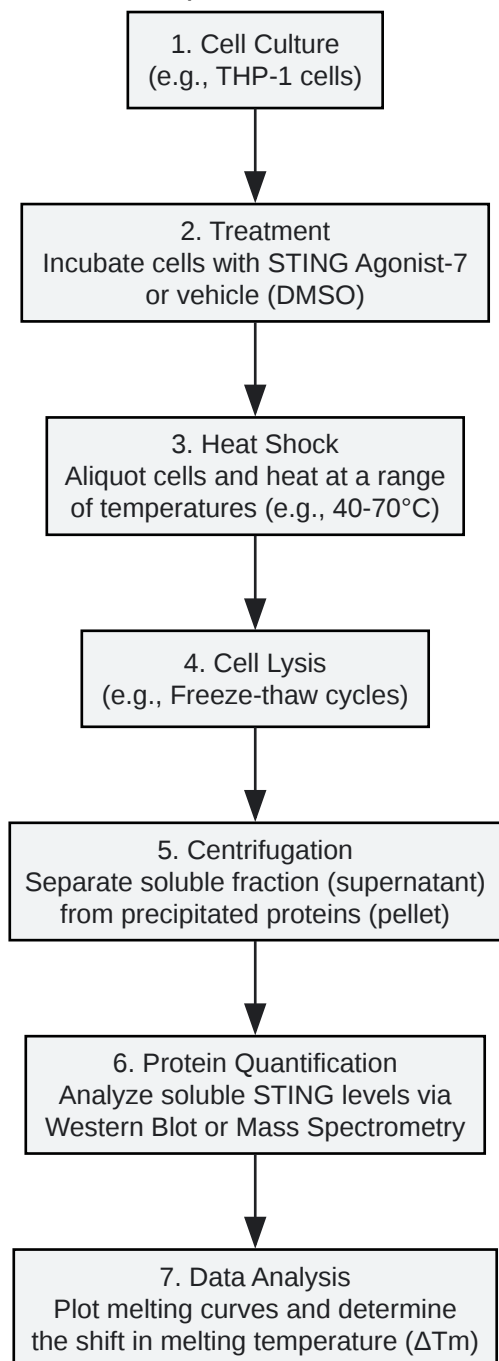 1. Cell Culture
(e.g., THP-1 cells)
2. Treatment
Incubate cells with STING Agonist-7
or vehicle (DMSO)
3. Heat Shock
Aliquot cells and heat at a range
of temperatures (e.g., 40-70°C)
4. Cell Lysis
(e.g., Freeze-thaw cycles)
5. Centrifugation
Separate soluble fraction (supernatant)
from precipitated proteins (pellet)
6. Protein Quantification
Analyze soluble STING levels via
Western Blot or Mass Spectrometry
7. Data Analysis
Plot melting curves and determine
the shift in melting temperature (ΔTm)